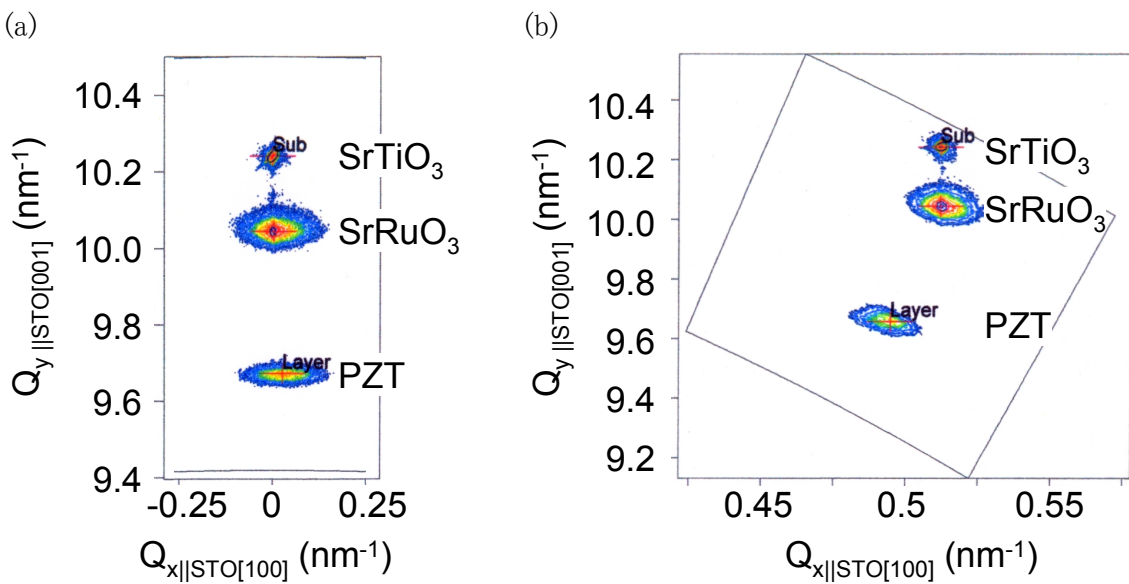 (a)
10.4
10.2
10.0
9.8
9.6
9.4
Q_y ||STO[001] (nm⁻¹)
Sub
SrTiO₃
SrRuO₃
Layer
PZT
-0.25
0
0.25
Q_x||STO[100] (nm⁻¹)
(b)
10.4
10.2
10.0
9.8
9.6
9.4
9.2
Q_y ||STO[001] (nm⁻¹)
Sub
SrTiO₃
SrRuO₃
Layer
PZT
0.45
0.5
0.55
Q_x||STO[100] (nm⁻¹)